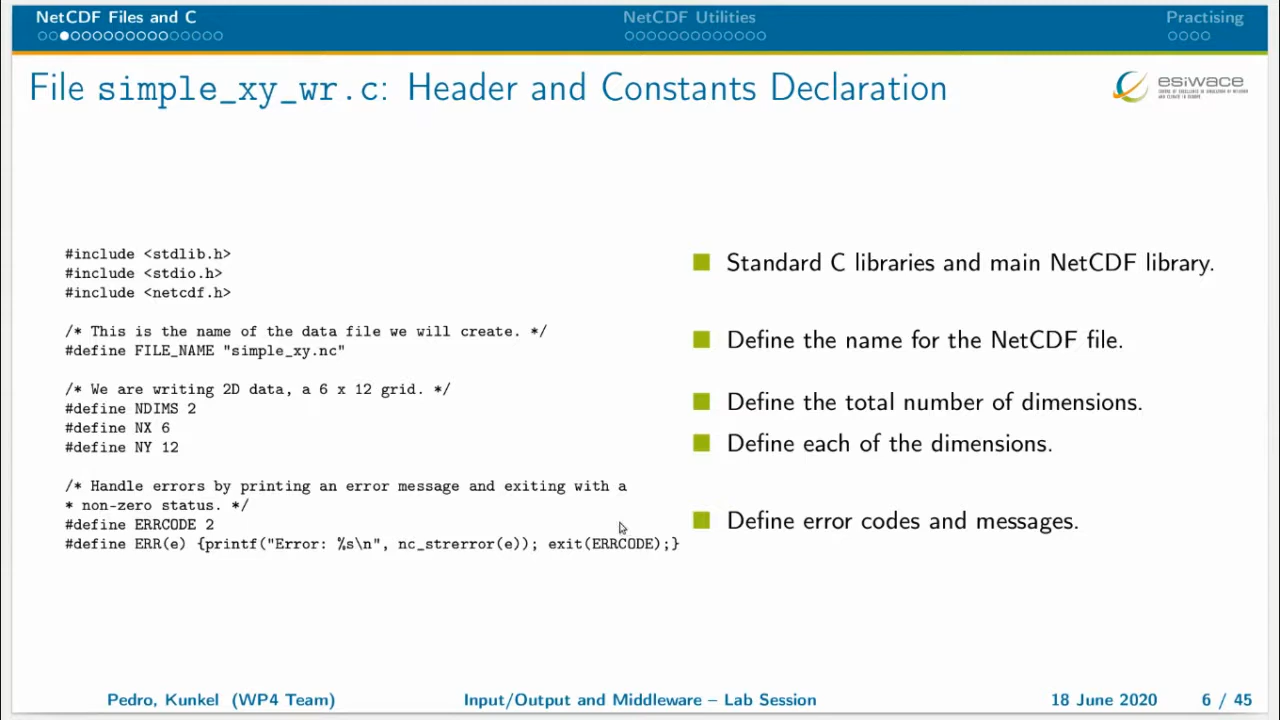 NetCDF Files and C
NetCDF Utilities
Practising
File simple_xy_wr.c: Header and Constants Declaration
esiwace
#include <stdlib.h>
#include <stdio.h>
#include <netcdf.h>
/* This is the name of the data file we will create. */
#define FILE_NAME "simple_xy.nc"
/* We are writing 2D data, a 6 x 12 grid. */
#define NDIMS 2
#define NX 6
#define NY 12
/* Handle errors by printing an error message and exiting with a
* non-zero status. */
#define ERRCODE 2
#define ERR(e) {printf("Error: %s\n", nc_strerror(e)); exit(ERRCODE);}
Standard C libraries and main NetCDF library.
Define the name for the NetCDF file.
Define the total number of dimensions.
Define each of the dimensions.
Define error codes and messages.
Pedro, Kunkel (WP4 Team)
Input/Output and Middleware – Lab Session
18 June 2020
6 / 45